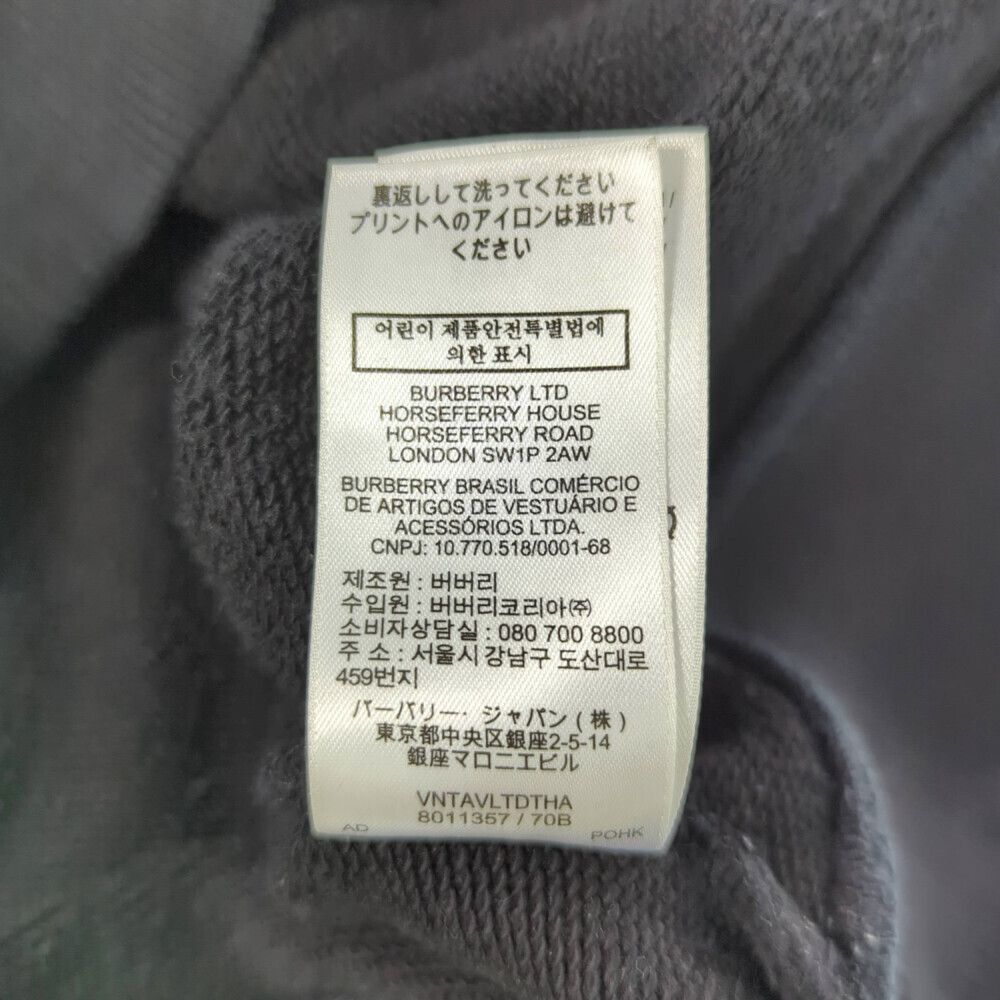 裏返しして洗ってください
プリントへのアイロンは避けて
ください
어린이 제품안전특별법에
의한 표시
BURBERRY LTD
HORSEFERRY HOUSE
HORSEFERRY ROAD
LONDON SW1P 2AW
BURBERRY BRASIL COMÉRCIO
DE ARTIGOS DE VESTUÁRIO E
ACESSÓRIOS LTDA.
CNPJ: 10.770.518/0001-68
제조원 : 버버리
수입원 : 버버리코리아㈜
소비자상담실 : 080 700 8800
주 소 : 서울시 강남구 도산대로
459번지
バーバリー・ジャパン(株)
東京都中央区銀座2-5-14
銀座マロニエビル
VNTAVLTDTHA
8011357 / 70B
AD
POHK